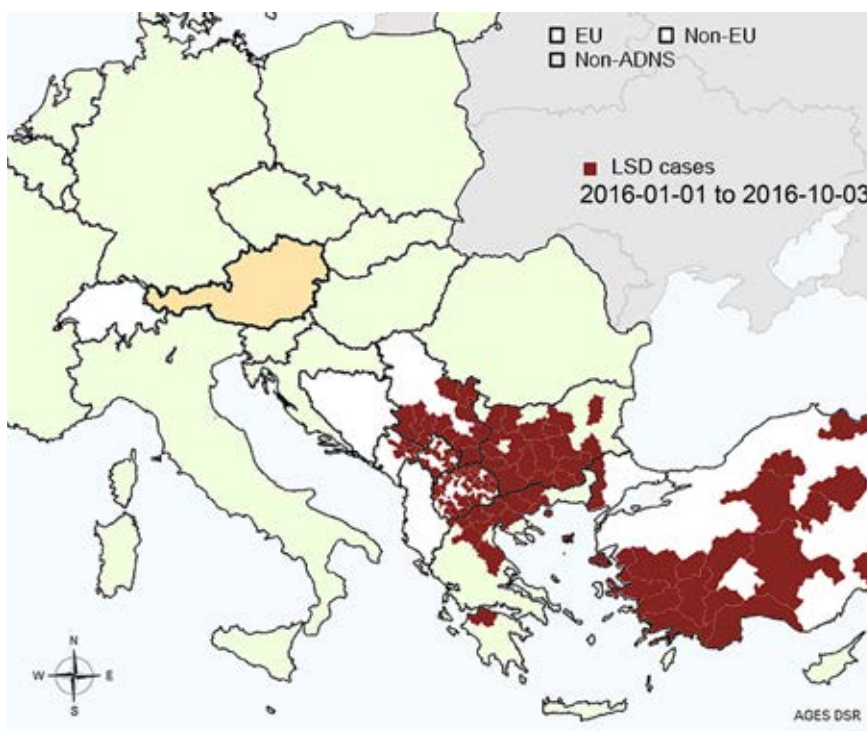 EU Non-EU
Non-ADNS
LSD cases
2016-01-01 to 2016-10-03
N
W E
S
AGES DSR